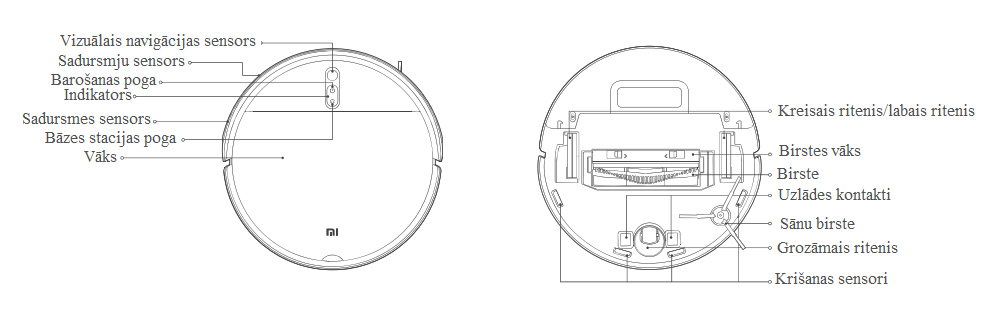 Vizuālais navigācijas sensors
Sadursmju sensors
Barošanas poga
Indikators
Sadursmes sensors
Bāzes stacijas poga
Vāks
mi
Kreisais ritenis/labais ritenis
Birstes vāks
Birste
Uzlādes kontakti
Sānu birste
Grozāmais ritenis
Krišanas sensori